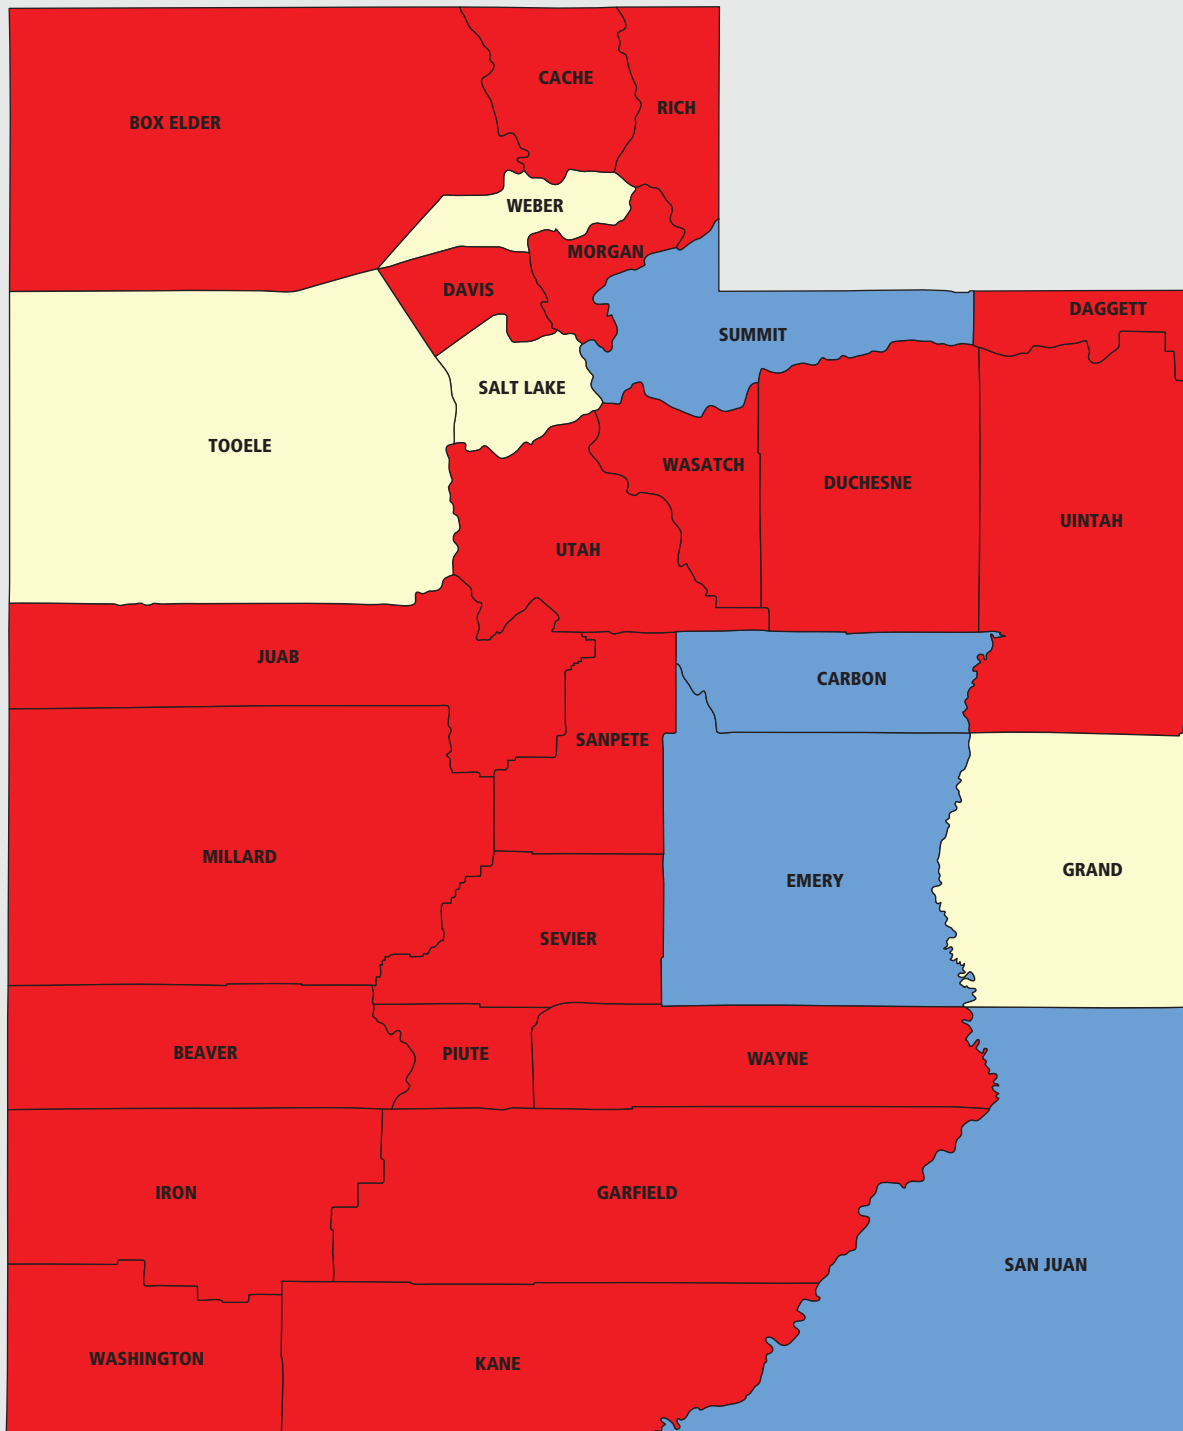 CACHE
RICH
BOX ELDER
WEBER
MORGAN
DAVIS
DAGGETT
SUMMIT
SALT LAKE
TOOELE
WASATCH
DUCHESNE
UINTAH
UTAH
JUAB
CARBON
SANPETE
MILLARD
GRAND
EMERY
SEVIER
BEAVER
PIUTE
WAYNE
IRON
GARFIELD
SAN JUAN
WASHINGTON
KANE